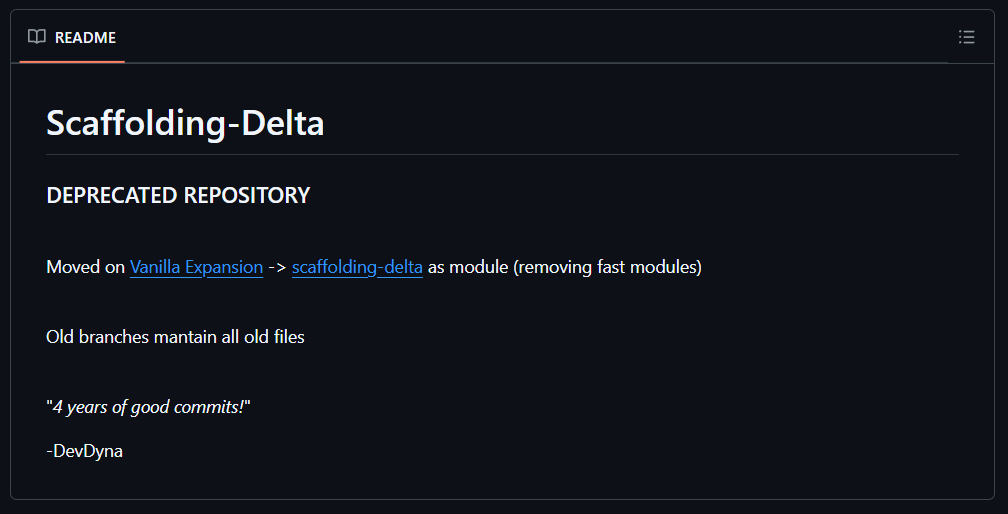 README
Scaffolding-Delta
DEPRECATED REPOSITORY
Moved on Vanilla Expansion -> scaffolding-delta as module (removing fast modules)
Old branches mantain all old files
"4 years of good commits!"
-DevDyna